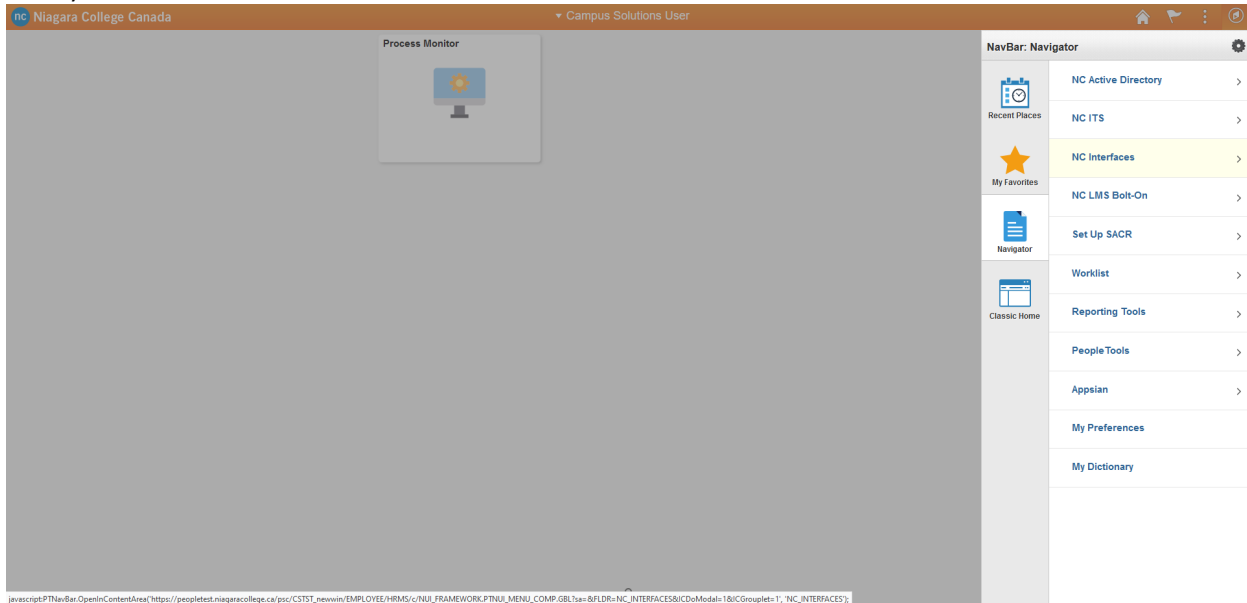 nc Niagara College Canada
Campus Solutions User
Process Monitor
NavBar: Navigator
Recent Places
My Favorites
Navigator
Classic Home
NC Active Directory
NC ITS
NC Interfaces
NC LMS Bolt-On
Set Up SACR
Worklist
Reporting Tools
PeopleTools
Appsian
My Preferences
My Dictionary
javascript:PTNavBar.OpenInContentArea('https://peopletest.niagaracollege.ca/psc/CSTST_newwin/EMPLOYEE/HRMS/c/NUI_FRAMEWORK.PTNUI_MENU_COMP.GBL?sa=&FLDR=NC_INTERFACES&ICDoModal=1&ICGrouplet=1', 'NC_INTERFACES');